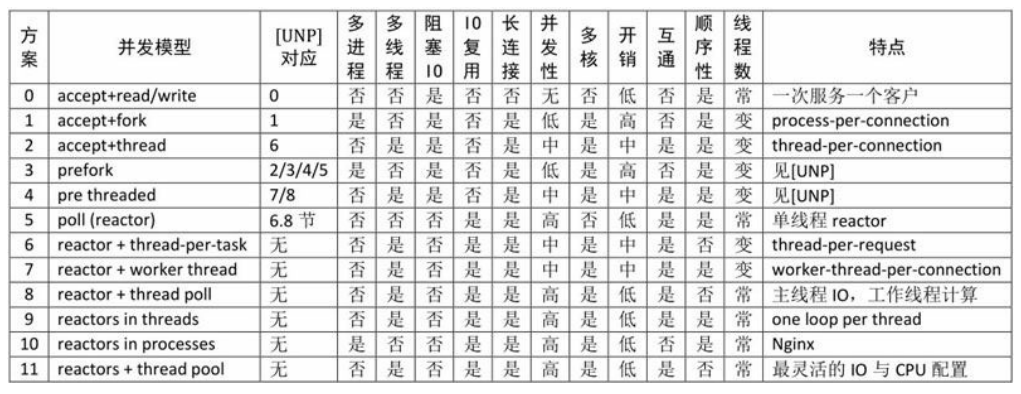 方案 并发模型 [UNP]对应 多进程 多线程 阻塞IO IO复用 长连接 并发性 多核 开销 互通 顺序性 线程数 特点
0 accept+read/write 0 否 否 是 否 否 无 否 低 否 是 常 一次服务一个客户
1 accept+fork 1 是 否 是 否 是 低 是 高 否 是 变 process-per-connection
2 accept+thread 6 否 是 是 否 是 中 是 中 是 是 变 thread-per-connection
3 prefork 2/3/4/5 是 否 是 否 是 低 是 高 否 是 变 见[UNP]
4 pre threaded 7/8 否 是 是 否 是 中 是 中 是 是 变 见[UNP]
5 poll (reactor) 6.8 节 否 否 否 是 是 高 否 低 是 是 常 单线程 reactor
6 reactor + thread-per-task 无 否 是 否 是 是 中 是 中 是 否 变 thread-per-request
7 reactor + worker thread 无 否 是 否 是 是 中 是 中 是 是 变 worker-thread-per-connection
8 reactor + thread poll 无 否 是 否 是 是 高 是 低 是 否 常 主线程 IO，工作线程计算
9 reactors in threads 无 否 是 否 是 是 高 是 低 是 是 常 one loop per thread
10 reactors in processes 无 是 否 否 是 是 高 是 低 否 是 常 Nginx
11 reactors + thread pool 无 否 是 否 是 是 高 是 低 是 否 常 最灵活的 IO 与 CPU 配置